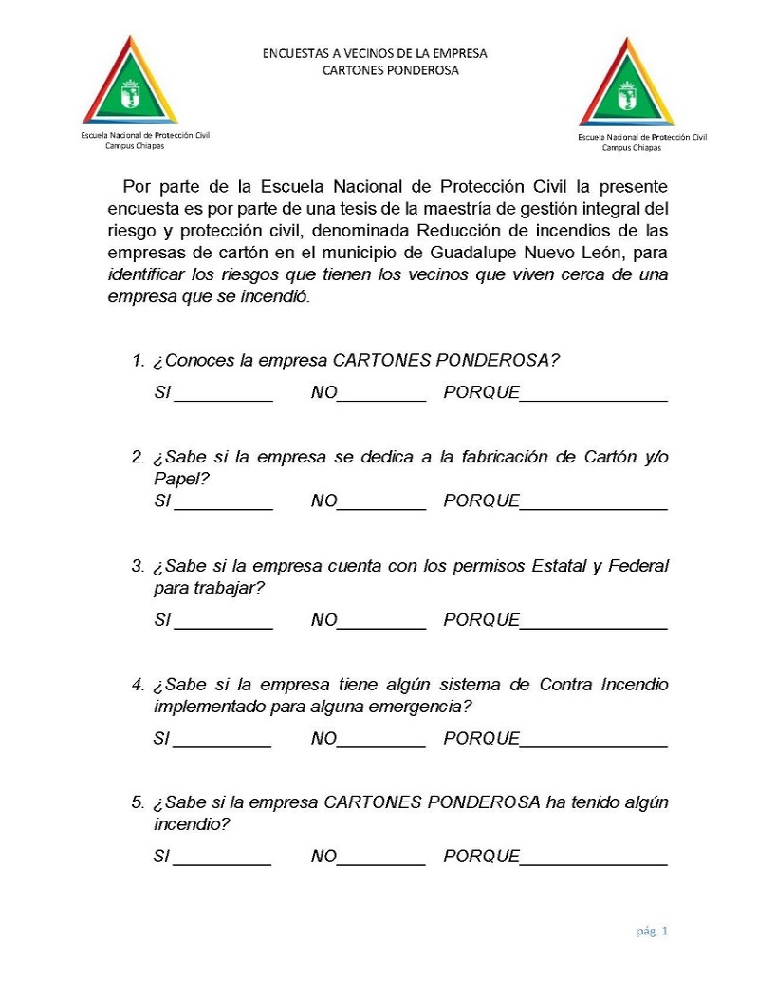 ENCUESTAS A VECINOS DE LA EMPRESA
CARTONES PONDEROSA
Escuela Nacional de Protección Civil
Campus Chiapas
Escuela Nacional de Protección Civil
Campus Chiapas
Por parte de la Escuela Nacional de Protección Civil la presente
encuesta es por parte de una tesis de la maestría de gestión integral del
riesgo y protección civil, denominada Reducción de incendios de las
empresas de cartón en el municipio de Guadalupe Nuevo León, para
identificar los riesgos que tienen los vecinos que viven cerca de una
empresa que se incendió.
1. ¿Conoces la empresa CARTONES PONDEROSA?
SI __________ NO_________ PORQUE_______________
2. ¿Sabe si la empresa se dedica a la fabricación de Cartón y/o
Papel?
SI __________ NO_________ PORQUE_______________
3. ¿Sabe si la empresa cuenta con los permisos Estatal y Federal
para trabajar?
SI __________ NO_________ PORQUE_______________
4. ¿Sabe si la empresa tiene algún sistema de Contra Incendio
implementado para alguna emergencia?
SI __________ NO_________ PORQUE_______________
5. ¿Sabe si la empresa CARTONES PONDEROSA ha tenido algún
incendio?
SI __________ NO_________ PORQUE_______________
pág. 1